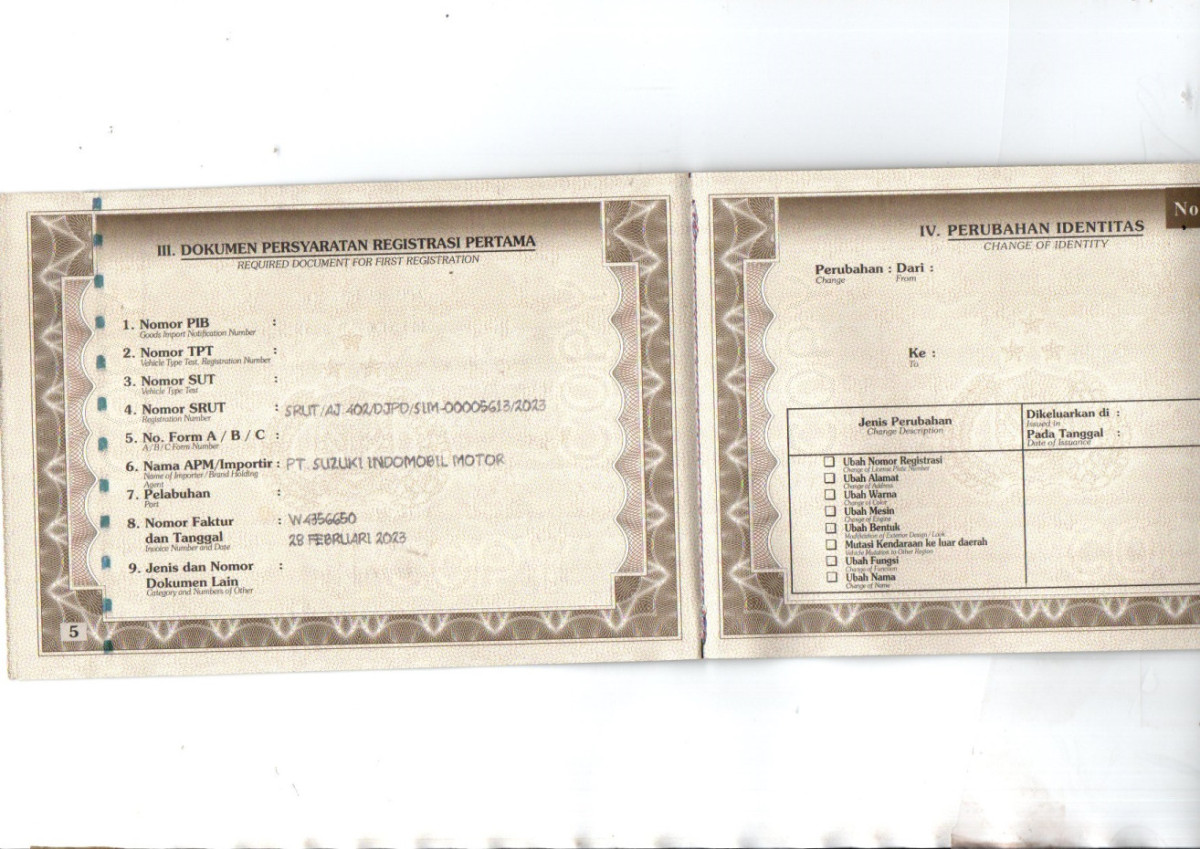 III. DOKUMEN PERSYARATAN REGISTRASI PERTAMA
REQUIRED DOCUMENT FOR FIRST REGISTRATION
1. Nomor PIB :
Goods Import Notification Number
2. Nomor TPT :
Vehicle Type Test, Registration Number
3. Nomor SUT :
Vehicle Type Test
4. Nomor SRUT : SRUT/AJ.402/DJPD/SIM-00005613/2023
Registration Number
5. No. Form A / B / C :
A / B / C Form Number
6. Nama APM/Importir : PT. SUZUKI INDOMOBIL MOTOR
Name of Importer / Brand Holding
Agent
7. Pelabuhan :
Port
8. Nomor Faktur : W4356650
dan Tanggal 28 FEBRUARI 2023
Invoice Number and Date
9. Jenis dan Nomor :
Dokumen Lain
Category and Numbers of Other
5
No
IV. PERUBAHAN IDENTITAS
CHANGE OF IDENTITY
Perubahan : Dari :
Change From
Ke :
To
Jenis Perubahan
Change Description
Dikeluarkan di :
Issued in
Pada Tanggal :
Date of Issuance
Ubah Nomor Registrasi
Change of License Plate Number
Ubah Alamat
Change of Address
Ubah Warna
Change of Color
Ubah Mesin
Change of Engine
Ubah Bentuk
Modification of Exterior Design / Look
Mutasi Kendaraan ke luar daerah
Vehicle Mutation to Other Region
Ubah Fungsi
Change of Function
Ubah Nama
Change of Name